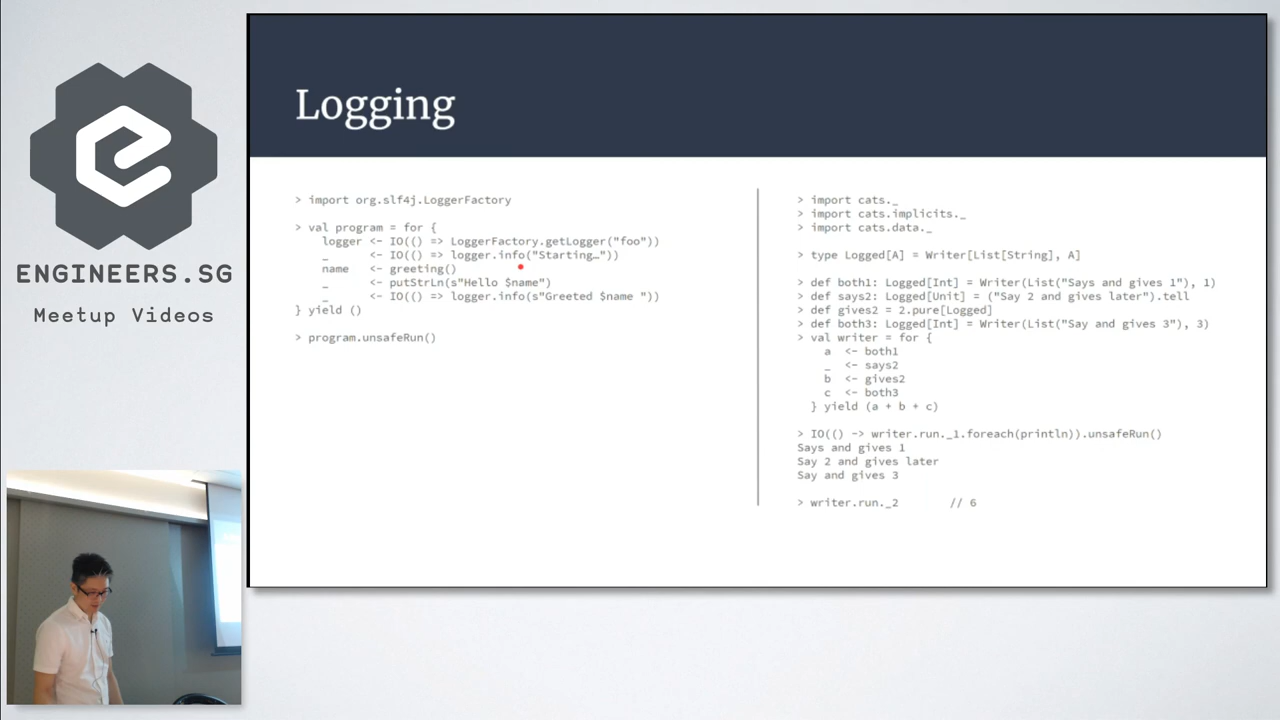 ENGINEERS.SG
Meetup Videos
Logging
> import org.slf4j.LoggerFactory
> val program = for {
logger <- IO(() => LoggerFactory.getLogger("foo"))
_ <- IO(() => logger.info("Starting…"))
name <- greeting()
_ <- putStrLn(s"Hello $name")
_ <- IO(() => logger.info(s"Greeted $name "))
} yield ()
> program.unsafeRun()
> import cats._
> import cats.implicits._
> import cats.data._
> type Logged[A] = Writer[List[String], A]
> def both1: Logged[Int] = Writer(List("Says and gives 1"), 1)
> def says2: Logged[Unit] = ("Say 2 and gives later").tell
> def gives2 = 2.pure[Logged]
> def both3: Logged[Int] = Writer(List("Say and gives 3"), 3)
> val writer = for {
a <- both1
_ <- says2
b <- gives2
c <- both3
} yield (a + b + c)
> IO(() -> writer.run._1.foreach(println)).unsafeRun()
Says and gives 1
Say 2 and gives later
Say and gives 3
> writer.run._2 // 6